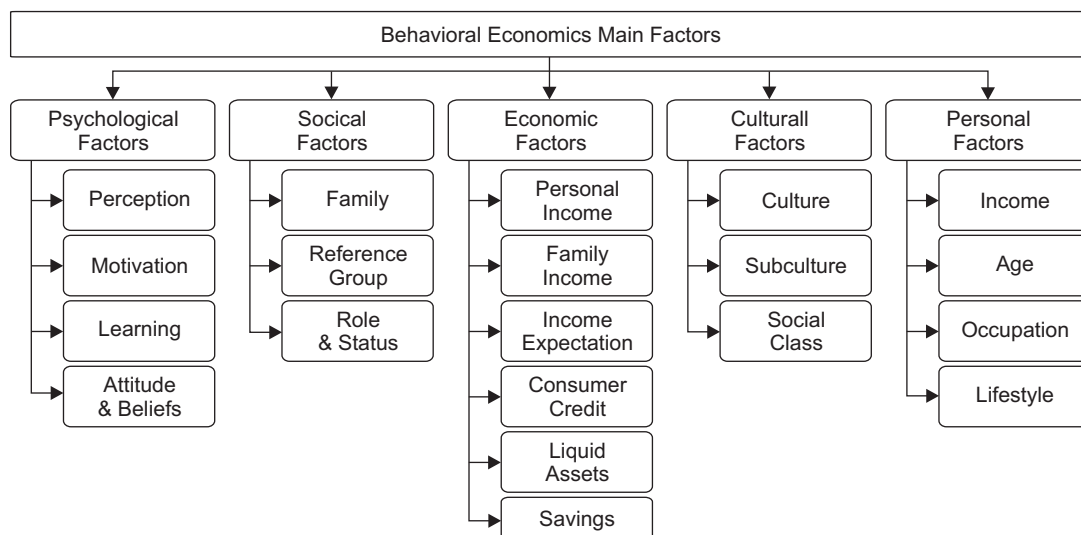 Behavioral Economics Main Factors
Psychological
Factors
Perception
Motivation
Learning
Attitude
& Beliefs
Socical
Factors
Family
Reference
Group
Role
& Status
Economic
Factors
Personal
Income
Family
Income
Income
Expectation
Consumer
Credit
Liquid
Assets
Savings
Culturall
Factors
Culture
Subculture
Social
Class
Personal
Factors
Income
Age
Occupation
Lifestyle